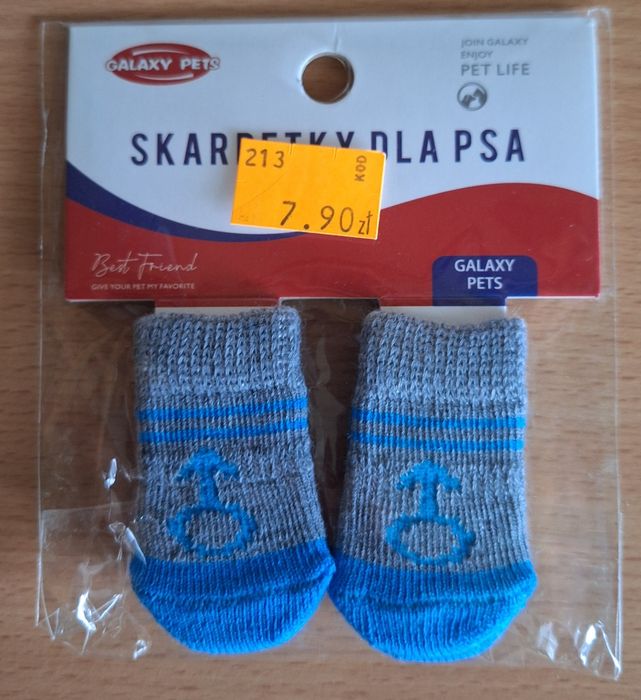 GALAXY PETS
JOIN GALAXY
ENJOY
PET LIFE
SKARPETKY DLA PSA
213
KOD
7.90zł
Best Friend
GIVE YOUR PET MY FAVORITE
GALAXY
PETS